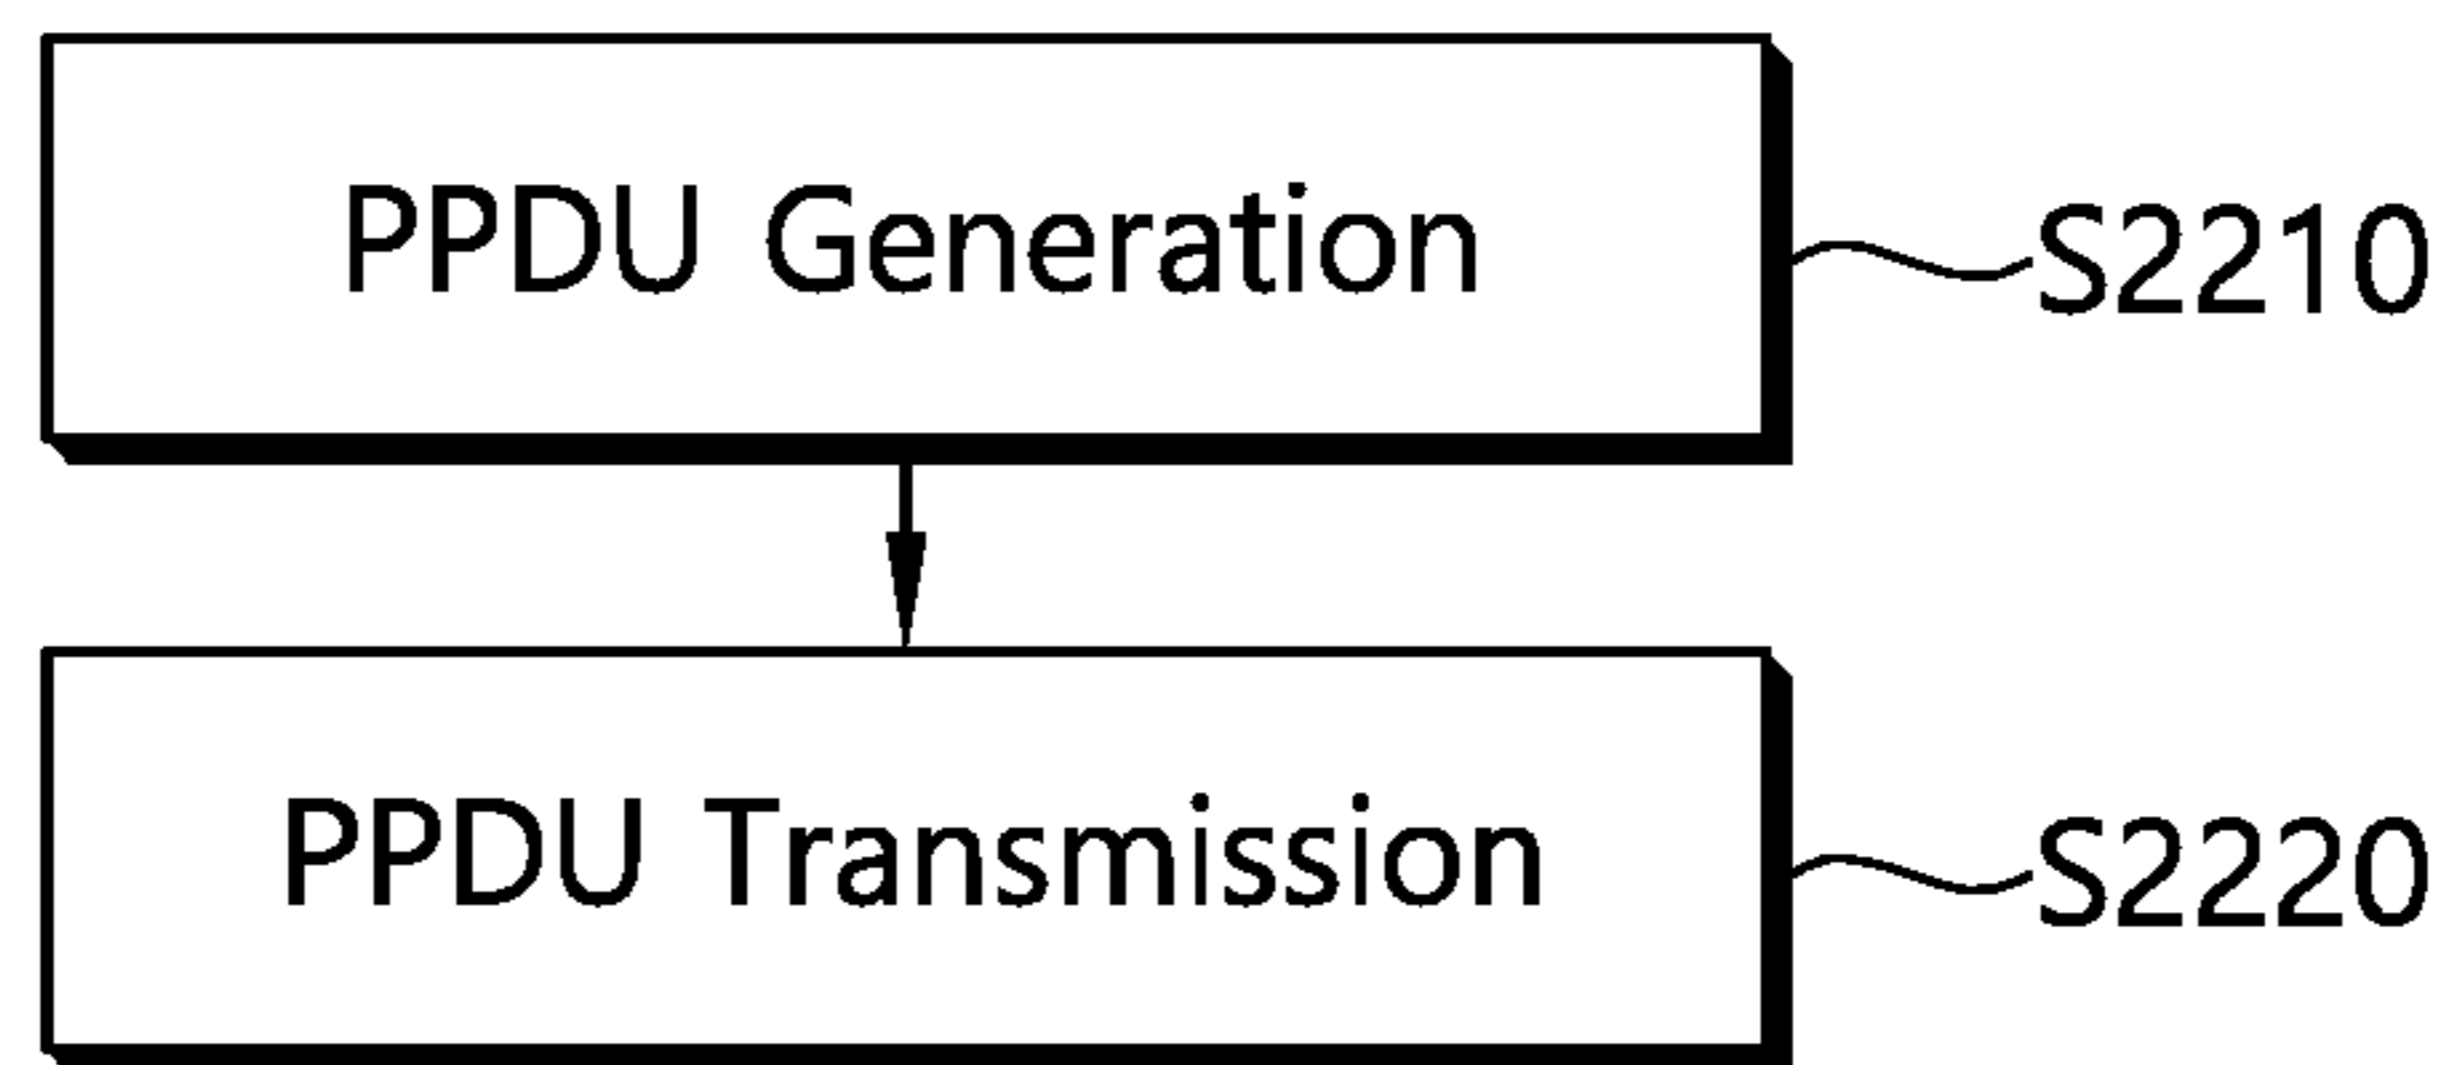 PPDU Generation
S2210
PPDU Transmission
S2220